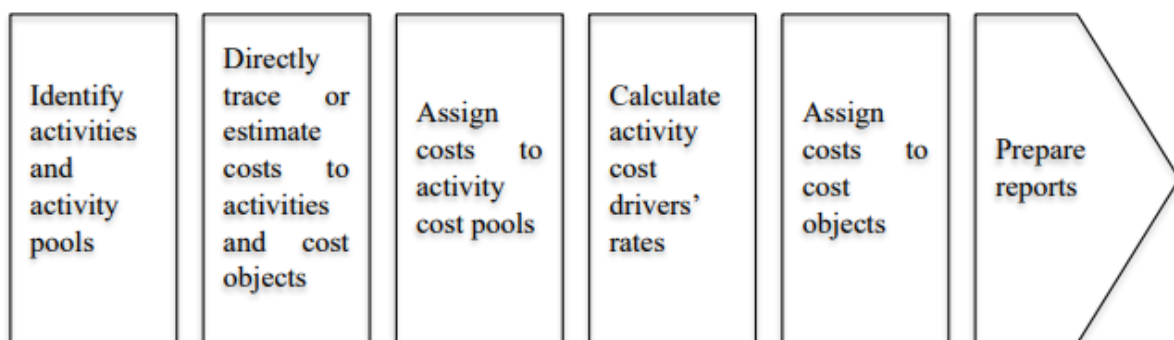 Identify
activities
and
activity
pools
Directly
trace or
estimate
costs to
activities
and cost
objects
Assign
costs to
activity
cost pools
Calculate
activity
cost
drivers’
rates
Assign
costs to
cost
objects
Prepare
reports